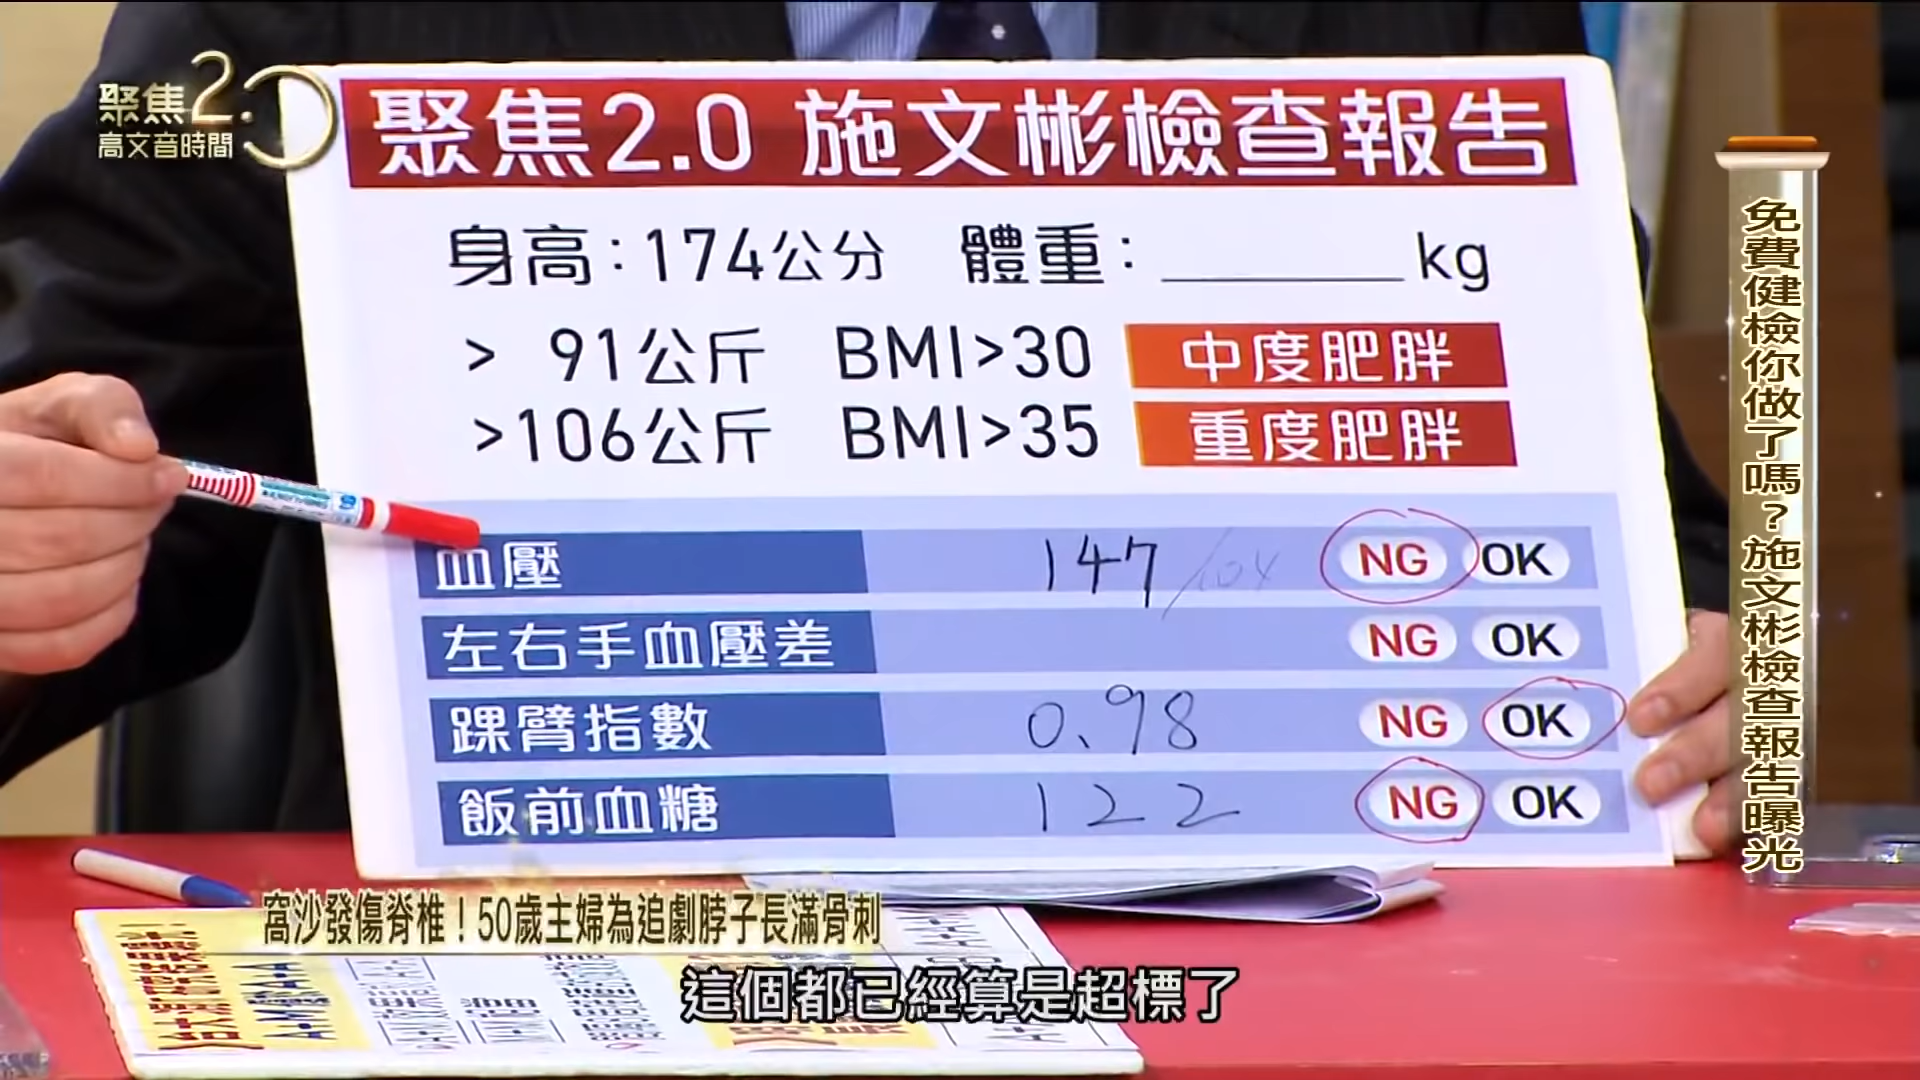 聚焦2.0
高文音時間
聚焦2.0 施文彬檢查報告
身高:174公分 體重: ______ kg
> 91公斤 BMI>30 中度肥胖
>106公斤 BMI>35 重度肥胖
血壓 147/104 NG OK
左右手血壓差 NG OK
踝臂指數 0.98 NG OK
飯前血糖 122 NG OK
免費健檢你做了嗎?施文彬檢查報告曝光
窩沙發傷脊椎!50歲主婦為追劇脖子長滿骨刺
這個都已經算是超標了